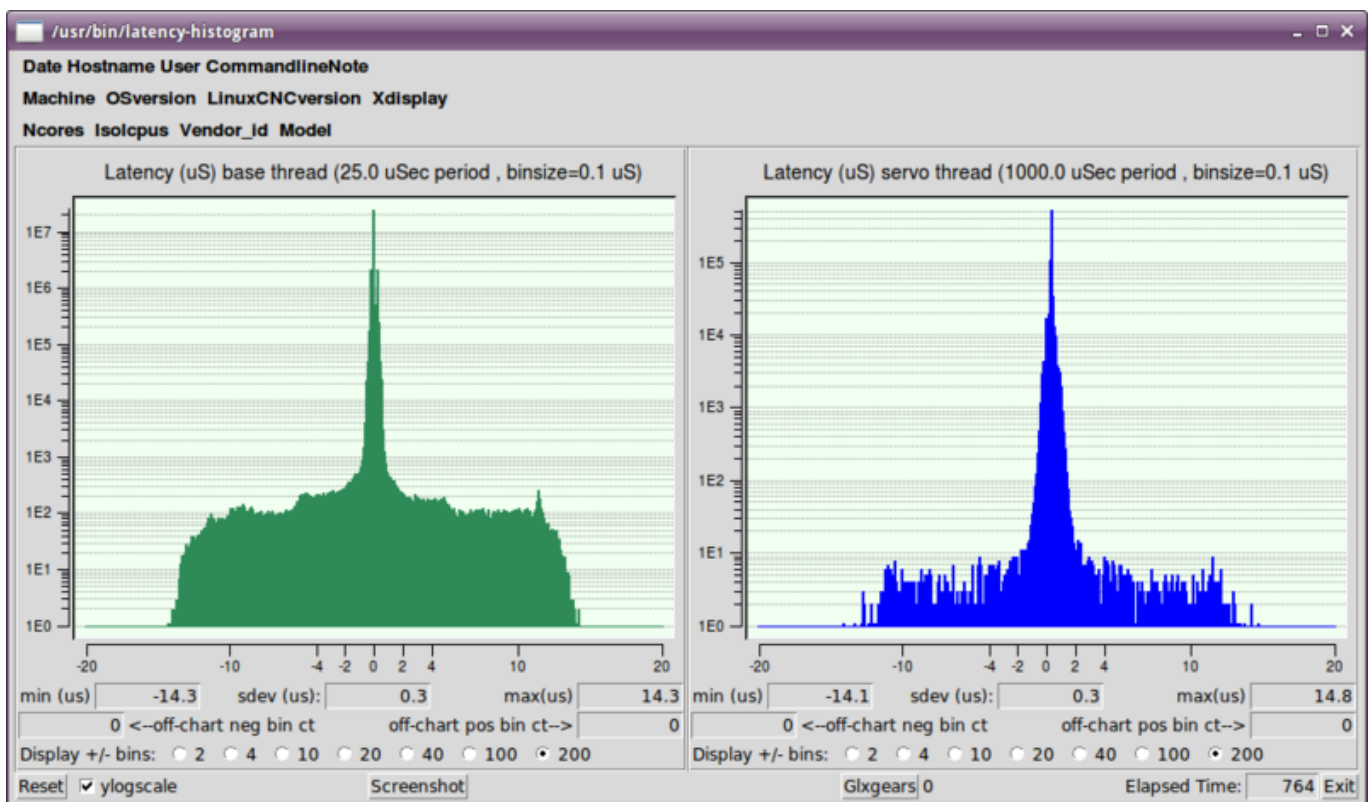 /usr/bin/latency-histogram
Date Hostname User CommandlineNote
Machine OSversion LinuxCNCversion Xdisplay
Ncores Isolcpus Vendor_id Model
Latency (uS) base thread (25.0 uSec period , binsize=0.1 uS)
1E7
1E6
1E5
1E4
1E3
1E2
1E1
1E0
-20 -10 -4 -2 0 2 4 10 20
min (us) -14.3 sdev (us): 0.3 max(us) 14.3
0 <--off-chart neg bin ct off-chart pos bin ct--> 0
Display +/- bins: 2 4 10 20 40 100 200
Latency (uS) servo thread (1000.0 uSec period , binsize=0.1 uS)
1E5
1E4
1E3
1E2
1E1
1E0
-20 -10 -4 -2 0 2 4 10 20
min (us) -14.1 sdev (us): 0.3 max(us) 14.8
0 <--off-chart neg bin ct off-chart pos bin ct--> 0
Display +/- bins: 2 4 10 20 40 100 200
Reset ylogscale Screenshot Glxgears 0 Elapsed Time: 764 Exit